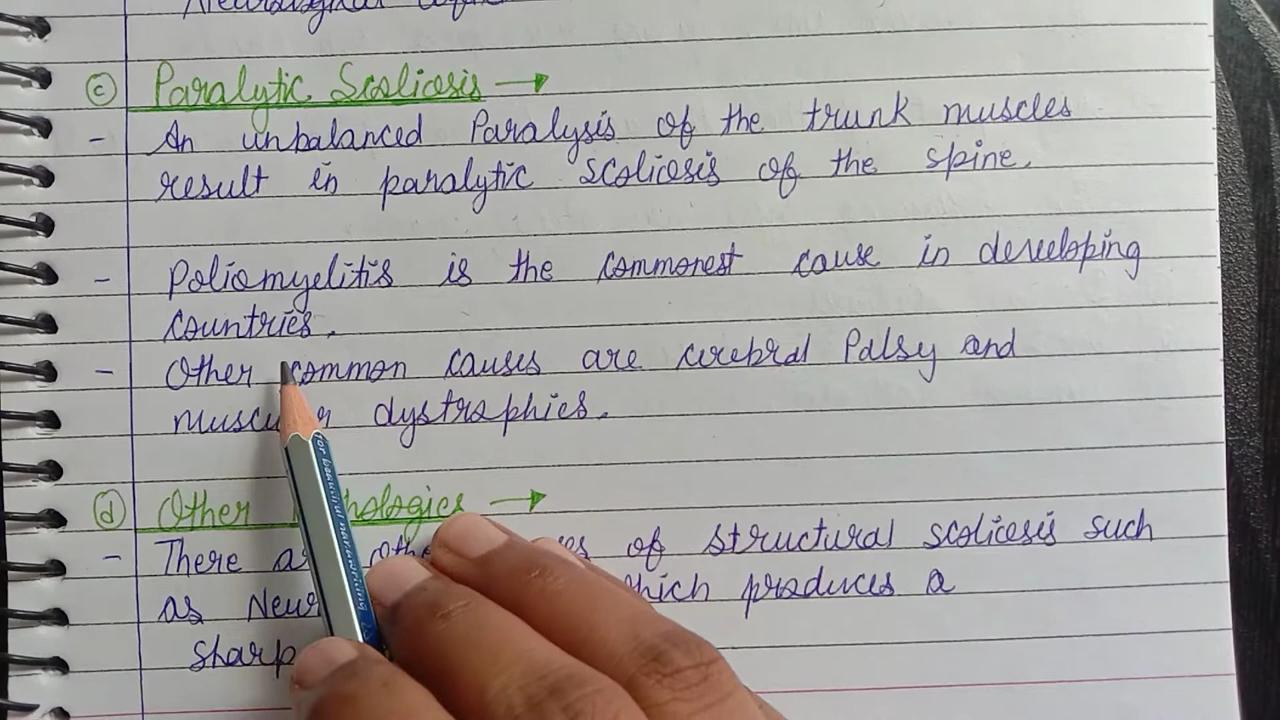 ⓒ Paralytic Scoliosis →
- An unbalanced Paralysis of the trunk muscles
result in paralytic scoliosis of the spine.
- Poliomyelitis is the commonest cause in developing
countries.
- Other common causes are cerebral Palsy and
dystrophies.
ⓓ Other →
- There of structural scoliosis such
as which produces a
sharp